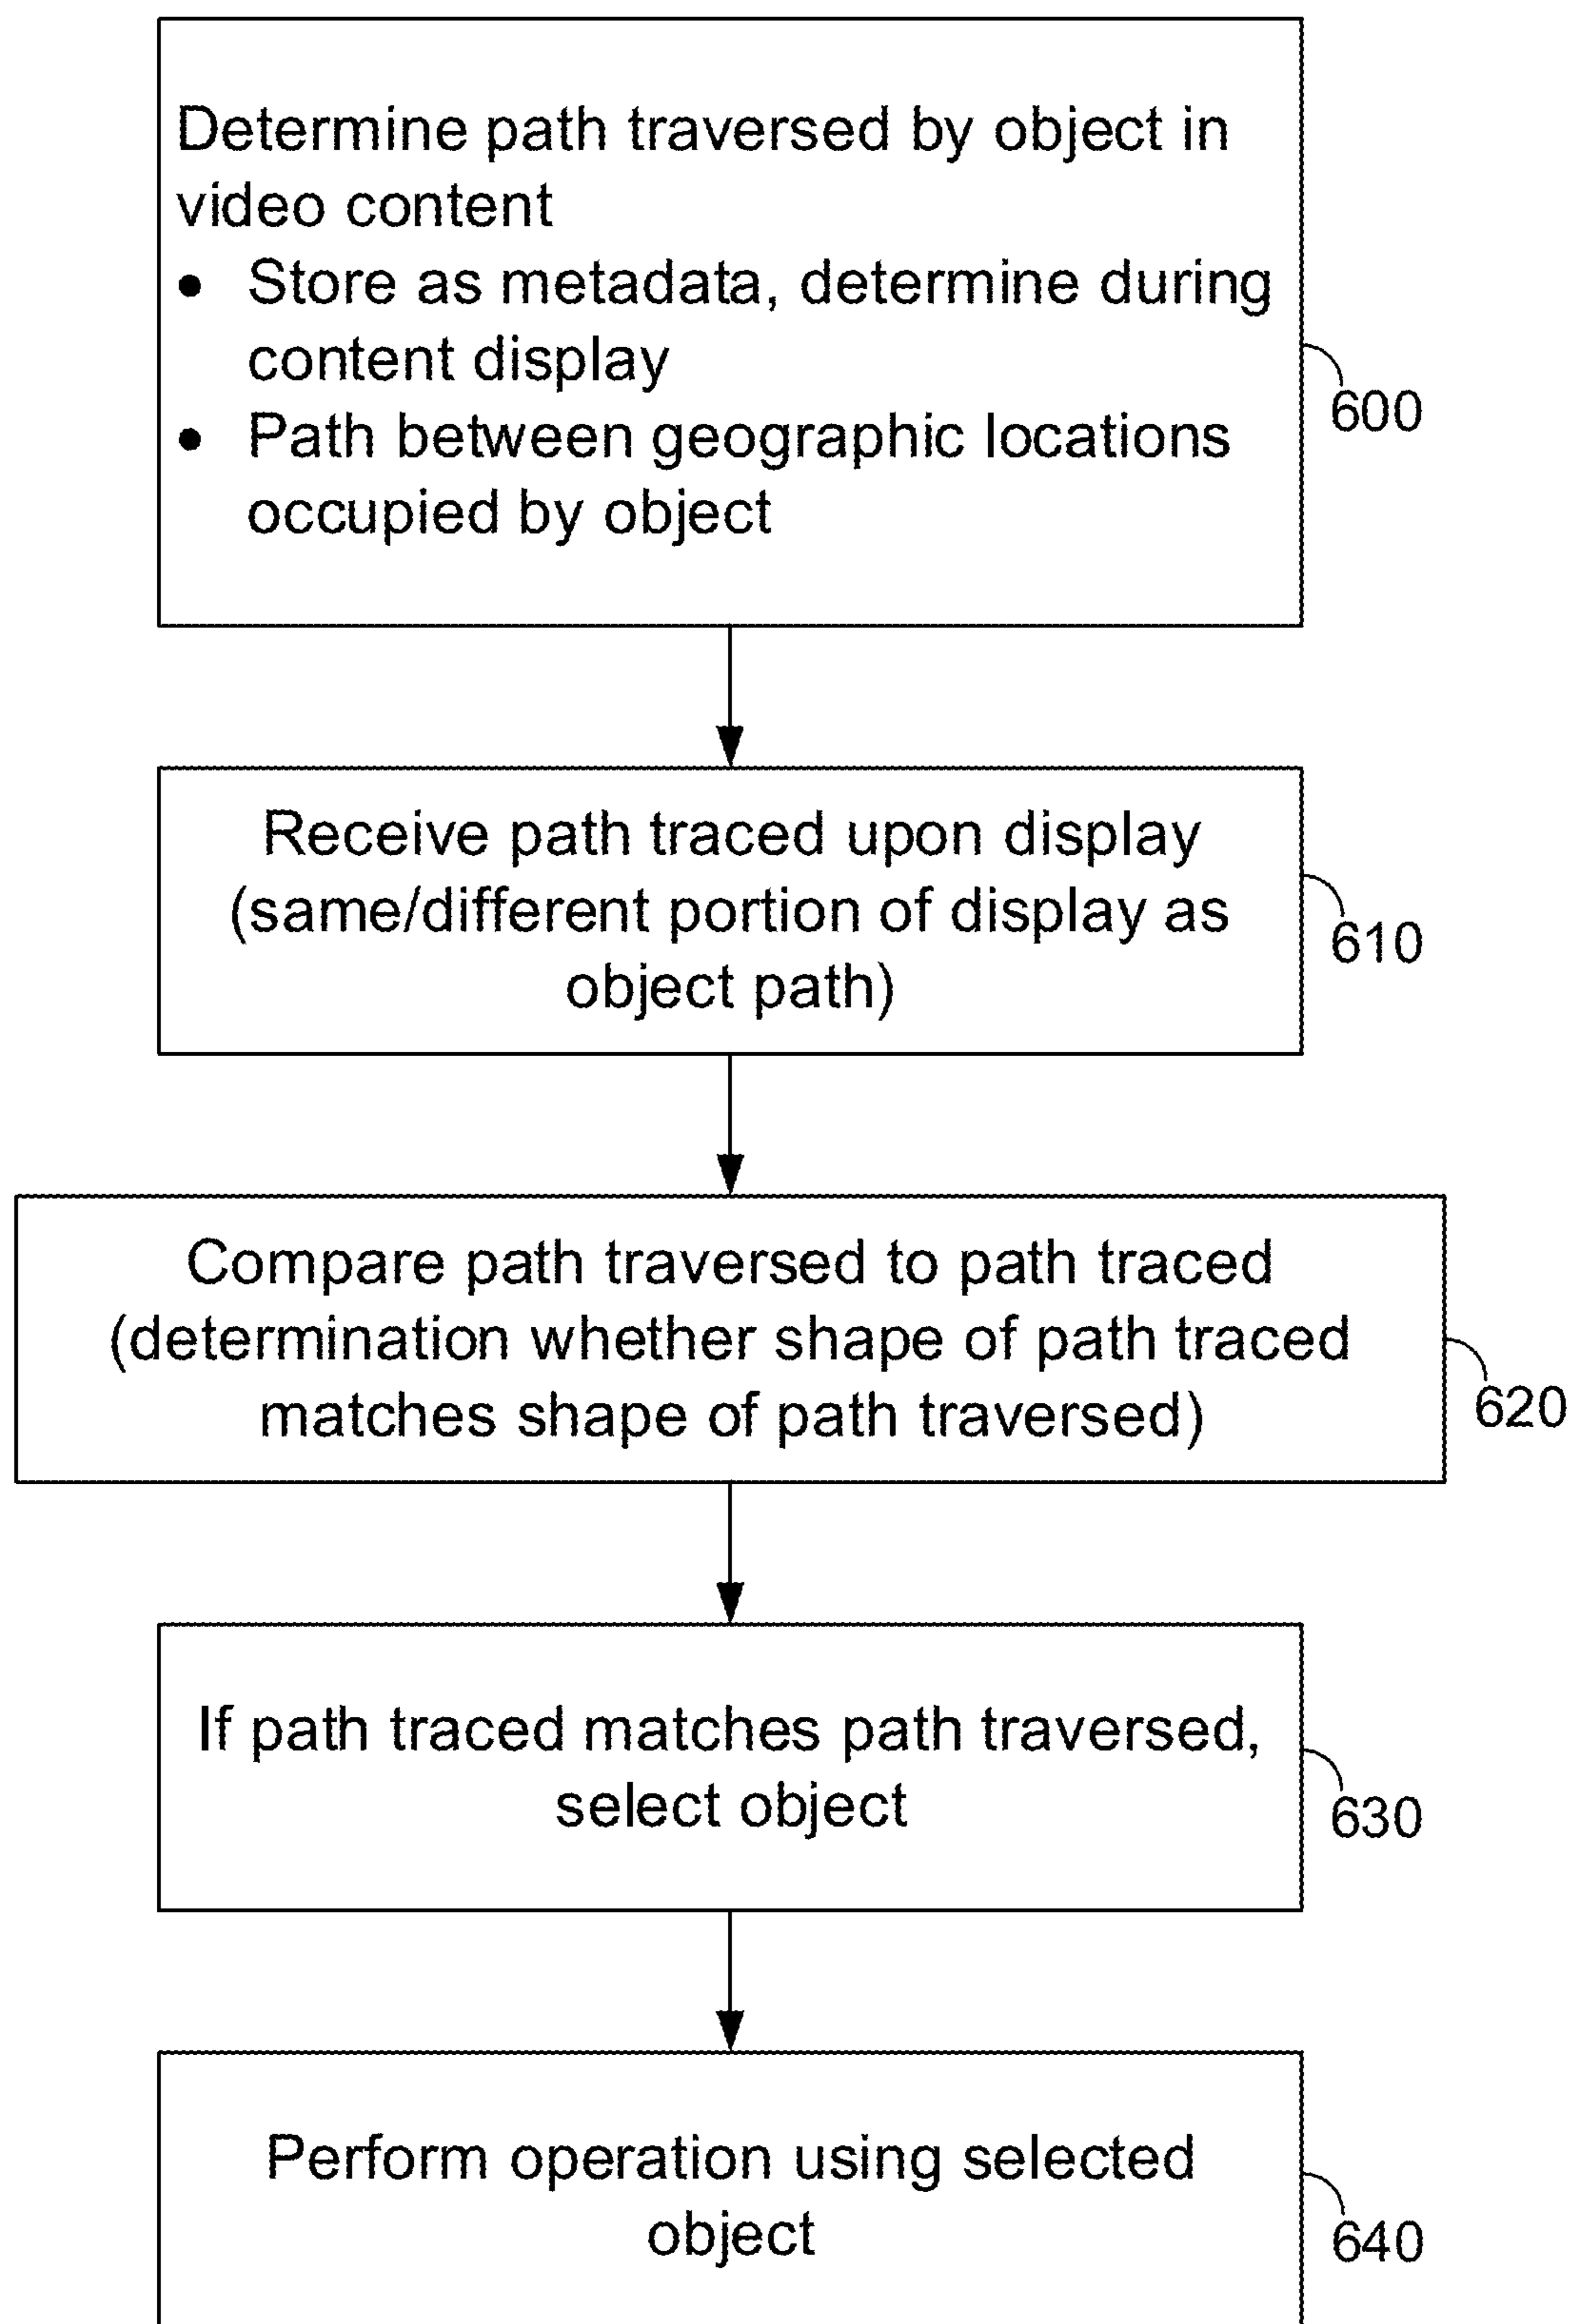 Determine path traversed by object in
video content
• Store as metadata, determine during
content display
• Path between geographic locations
occupied by object
600
Receive path traced upon display
(same/different portion of display as
object path)
610
Compare path traversed to path traced
(determination whether shape of path traced
matches shape of path traversed)
620
If path traced matches path traversed,
select object
630
Perform operation using selected
object
640